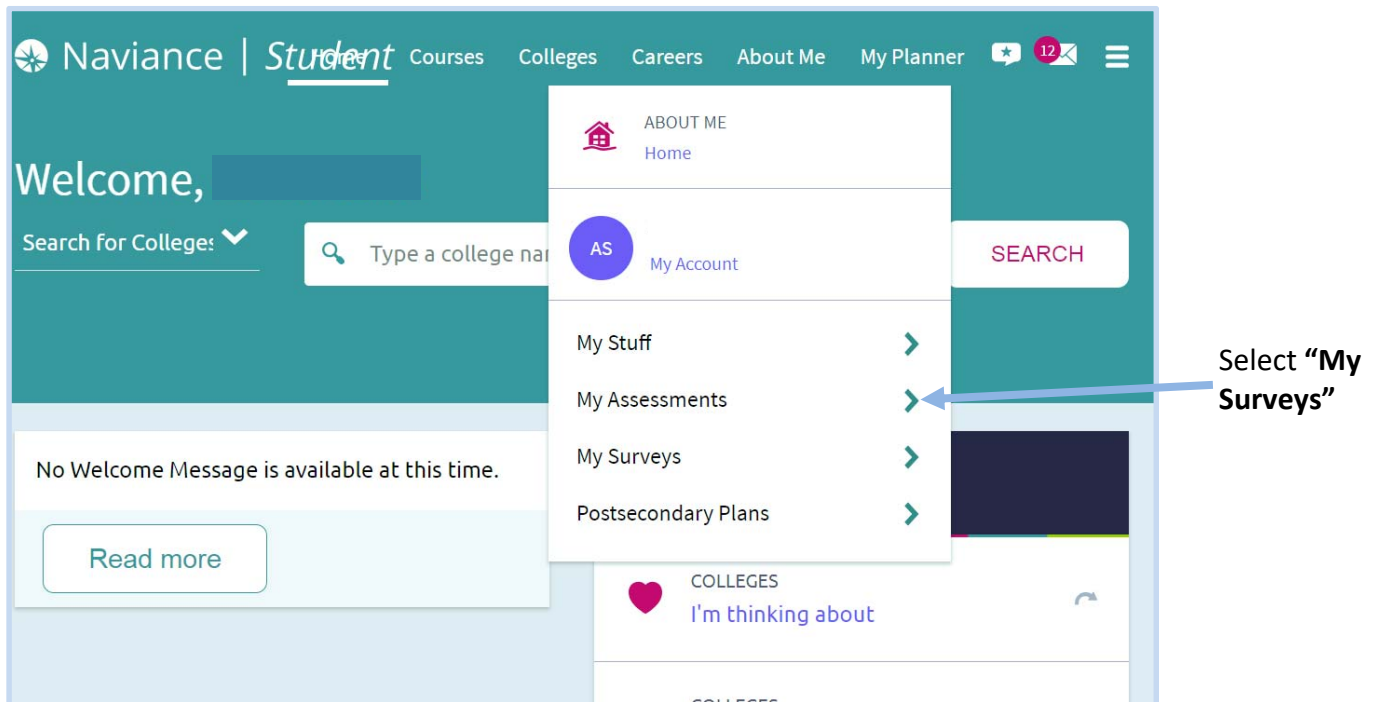 Naviance | Student Home Courses Colleges Careers About Me My Planner 12
ABOUT ME
Home
Welcome,
Search for Colleges
Type a college nar
AS
My Account
SEARCH
My Stuff
My Assessments
My Surveys
Postsecondary Plans
Select “My
Surveys”
No Welcome Message is available at this time.
Read more
COLLEGES
I'm thinking about
COLLEGES